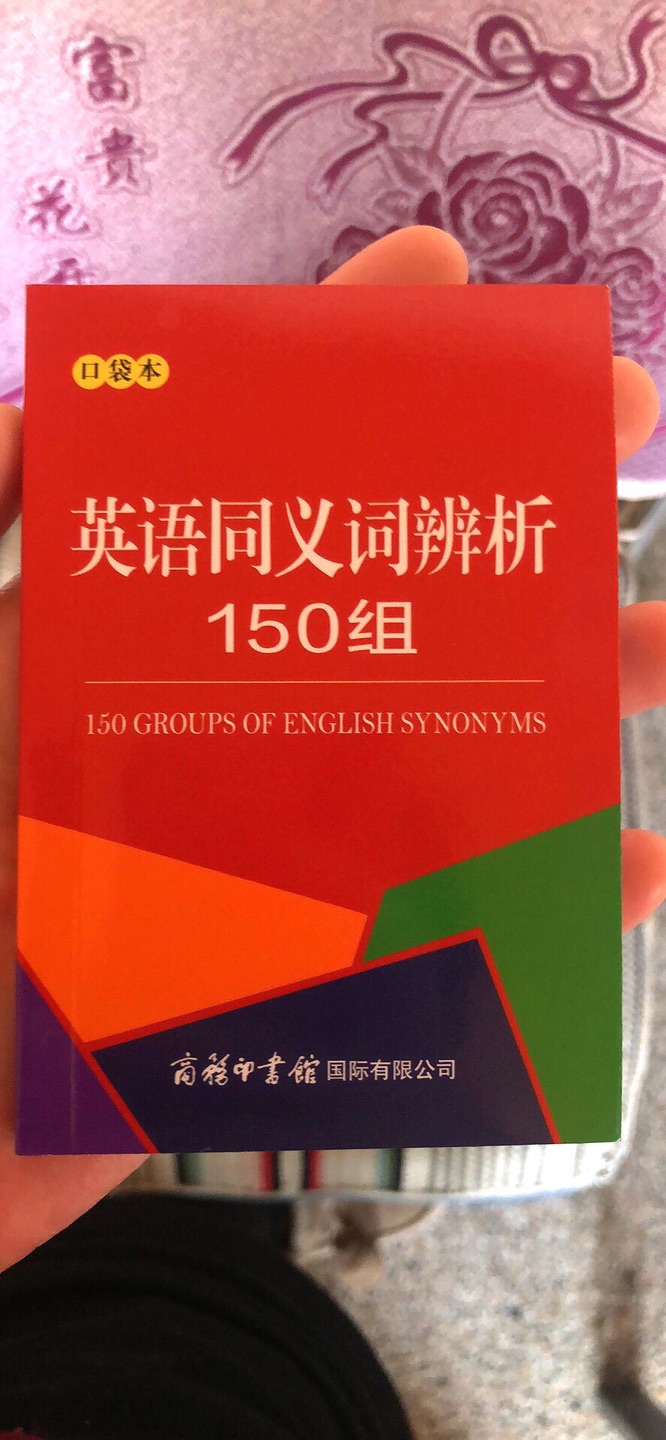 富贵
花开
口袋本
英语同义词辨析
150组
150 GROUPS OF ENGLISH SYNONYMS
商務印書館国际有限公司